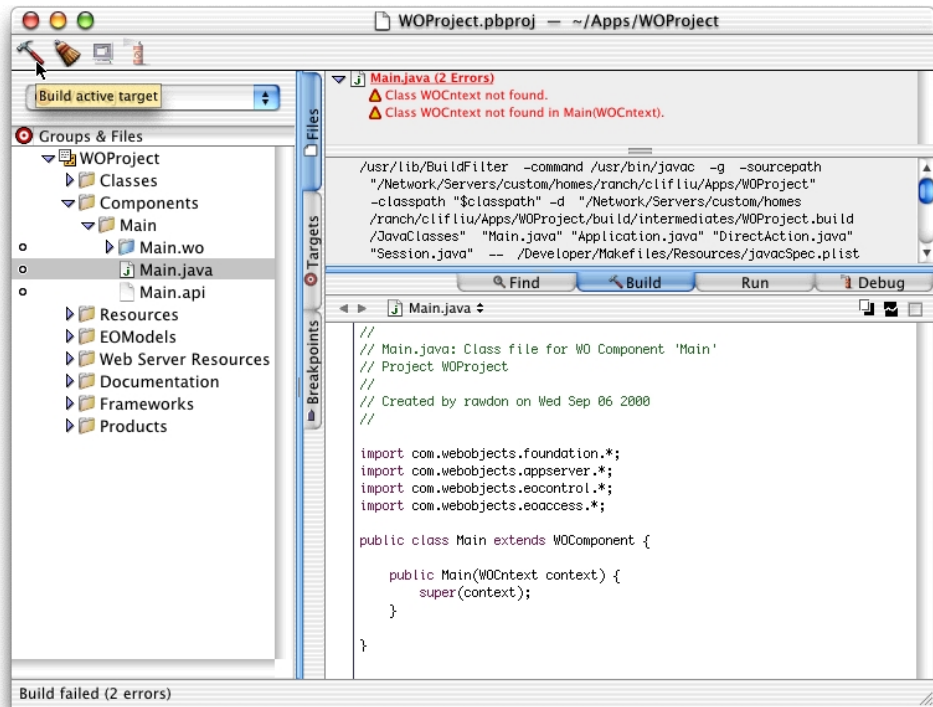 WOProject.pbproj — ~/Apps/WOProject
Build active target
Groups & Files
WOProject
Classes
Components
Main
Main.wo
Main.java
Main.api
Resources
EOModels
Web Server Resources
Documentation
Frameworks
Products
Files
Targets
Breakpoints
Main.java (2 Errors)
Class WOCntext not found.
Class WOCntext not found in Main(WOCntext).
/usr/lib/BuildFilter -command /usr/bin/javac -g -sourcepath
"/Network/Servers/custom/homes/ranch/clifliu/Apps/WOProject"
-classpath "$classpath" -d "/Network/Servers/custom/homes
/ranch/clifliu/Apps/WOProject/build/intermediates/WOProject.build
/JavaClasses" "Main.java" "Application.java" "DirectAction.java"
"Session.java" -- /Developer/Makefiles/Resources/javacSpec.plist
Find
Build
Run
Debug
Main.java
//
// Main.java: Class file for WO Component 'Main'
// Project WOProject
//
// Created by rawdon on Wed Sep 06 2000
//
import com.webobjects.foundation.*;
import com.webobjects.appserver.*;
import com.webobjects.eocontrol.*;
import com.webobjects.eoaccess.*;
public class Main extends WOComponent {
public Main(WOCntext context) {
super(context);
}
}
Build failed (2 errors)